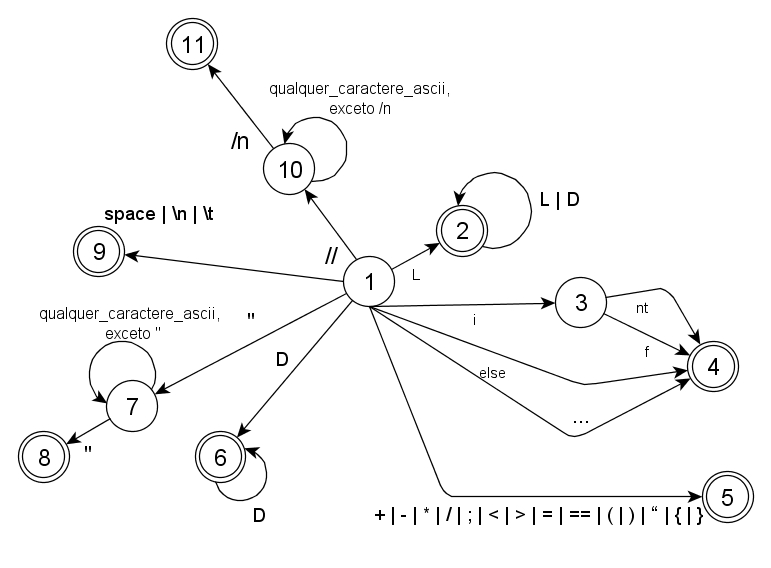 11
qualquer_caractere_ascii,
exceto /n
/n
10
space | \n | \t
L | D
2
9
//
1
L
3
nt
qualquer_caractere_ascii,
exceto "
"
i
f
D
else
4
7
...
"
8
6
5
D
+ | - | * | / | ; | < | > | = | == | ( | ) | “ | { | }